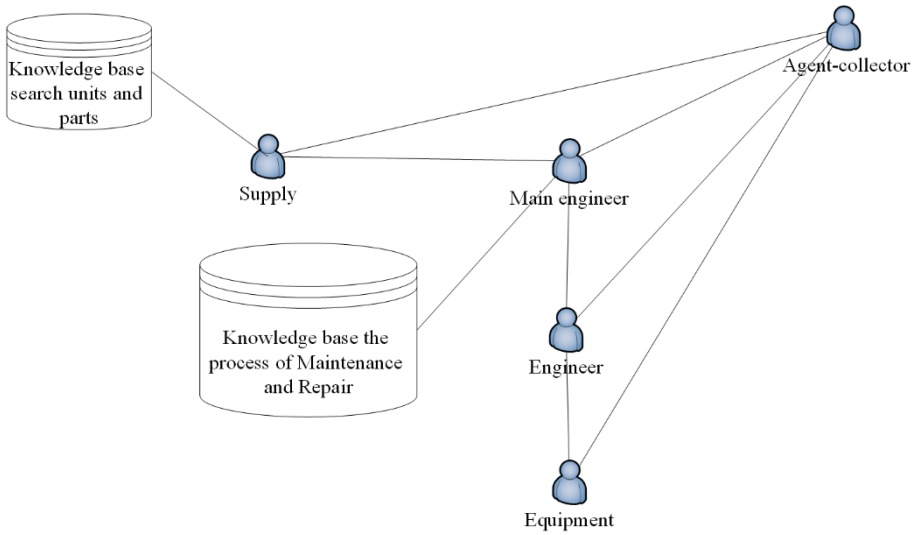 Knowledge base
search units and
parts
Agent-collector
Supply
Main engineer
Knowledge base the
process of Maintenance
and Repair
Engineer
Equipment